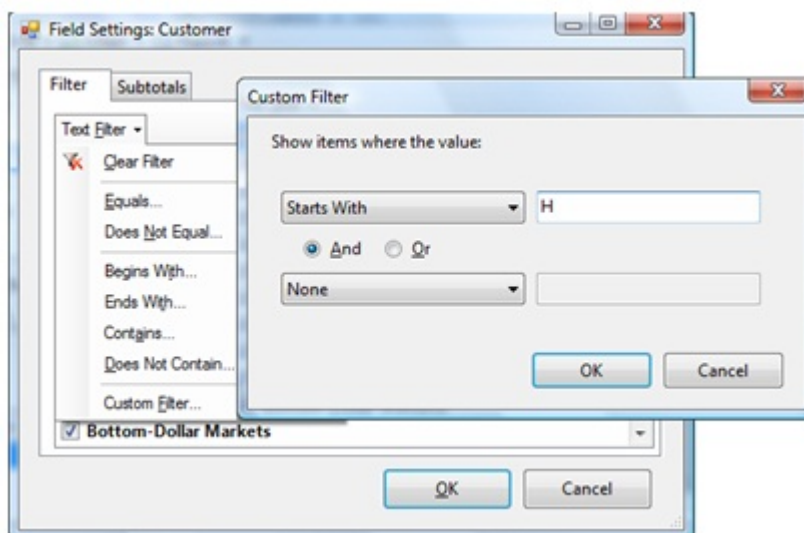 Field Settings: Customer
Filter
Subtotals
Text Filter
Clear Filter
Equals...
Does Not Equal...
Begins With...
Ends With...
Contains...
Does Not Contain...
Custom Filter...
Bottom-Dollar Markets
OK
Cancel
Custom Filter
Show items where the value:
Starts With
H
And
Or
None
OK
Cancel